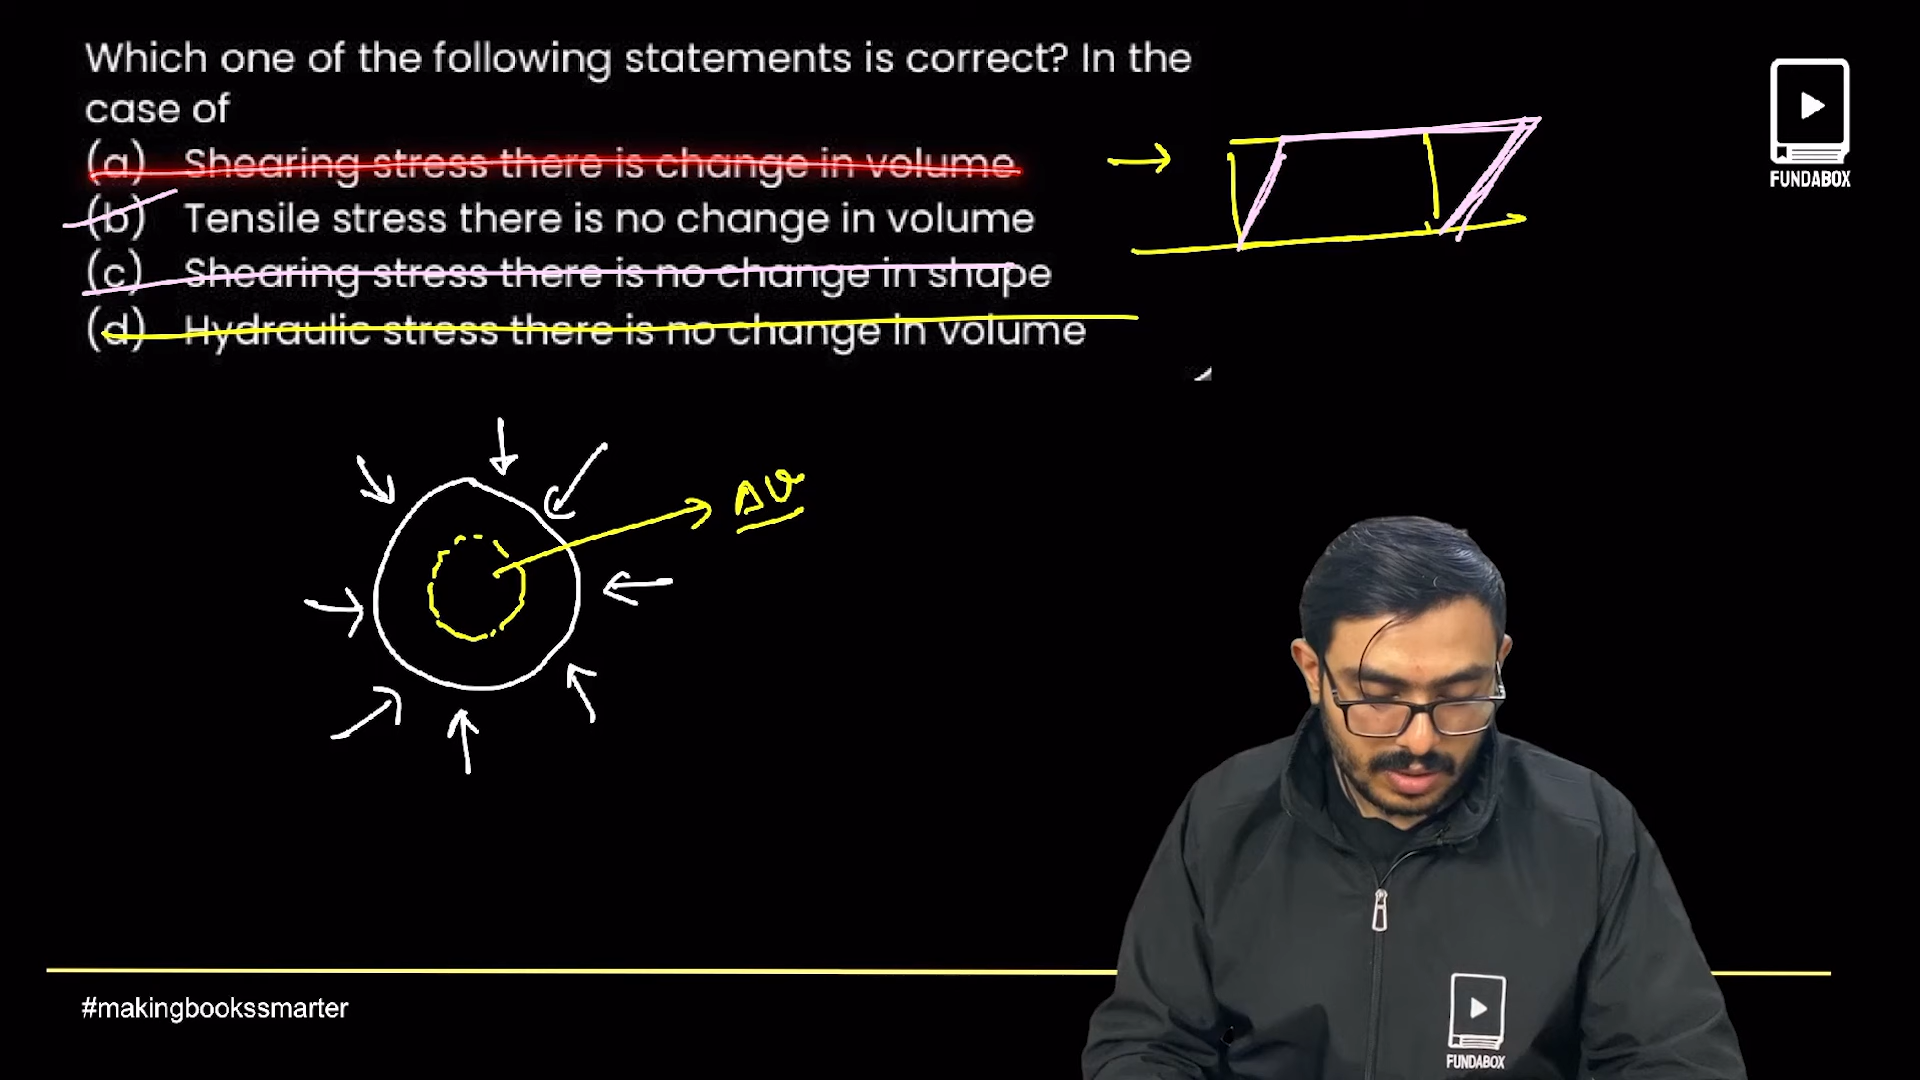 Which one of the following statements is correct? In the
case of
(a) Shearing stress there is change in volume
(b) Tensile stress there is no change in volume
(c) Shearing stress there is no change in shape
(d) Hydraulic stress there is no change in volume
FUNDABOX
Δv
#makingbookssmarter
FUNDABOX